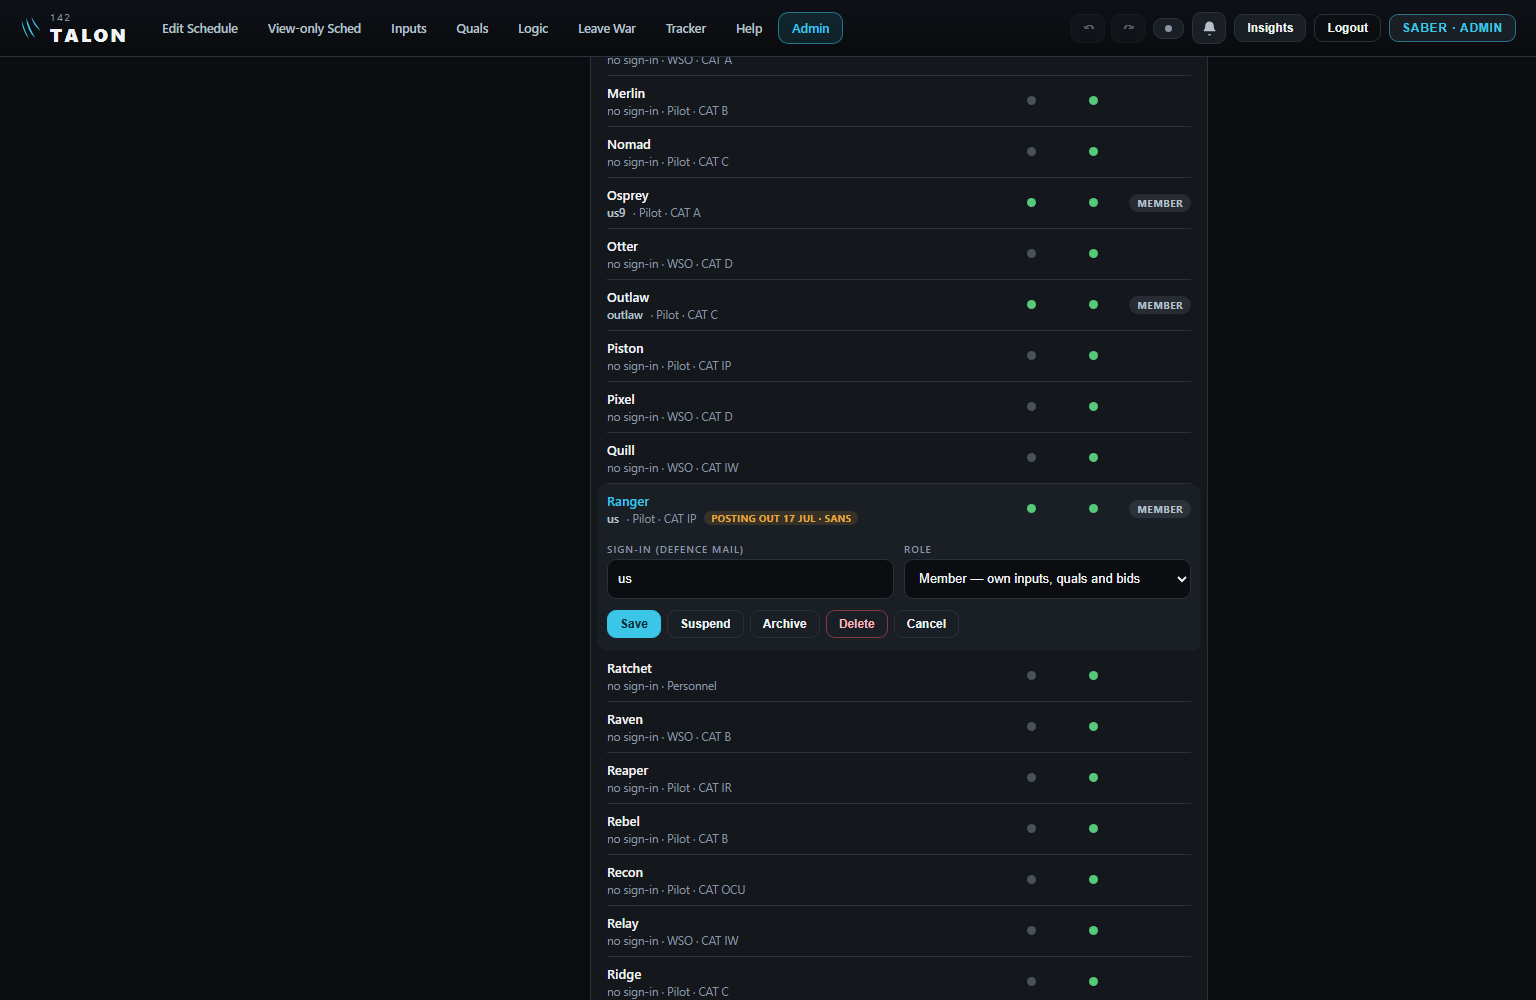 142
TALON
Edit Schedule
View-only Sched
Inputs
Quals
Logic
Leave War
Tracker
Help
Admin
Insights
Logout
SABER · ADMIN
no sign-in · WSO · CAT A
Merlin
no sign-in · Pilot · CAT B
Nomad
no sign-in · Pilot · CAT C
Osprey
us9 · Pilot · CAT A
MEMBER
Otter
no sign-in · WSO · CAT D
Outlaw
outlaw · Pilot · CAT C
MEMBER
Piston
no sign-in · Pilot · CAT IP
Pixel
no sign-in · WSO · CAT D
Quill
no sign-in · WSO · CAT IW
Ranger
us · Pilot · CAT IP POSTING OUT 17 JUL · SANS
MEMBER
SIGN-IN (DEFENCE MAIL)
us
ROLE
Member — own inputs, quals and bids
Save
Suspend
Archive
Delete
Cancel
Ratchet
no sign-in · Personnel
Raven
no sign-in · WSO · CAT B
Reaper
no sign-in · Pilot · CAT IR
Rebel
no sign-in · Pilot · CAT B
Recon
no sign-in · Pilot · CAT OCU
Relay
no sign-in · WSO · CAT IW
Ridge
no sign-in · Pilot · CAT C